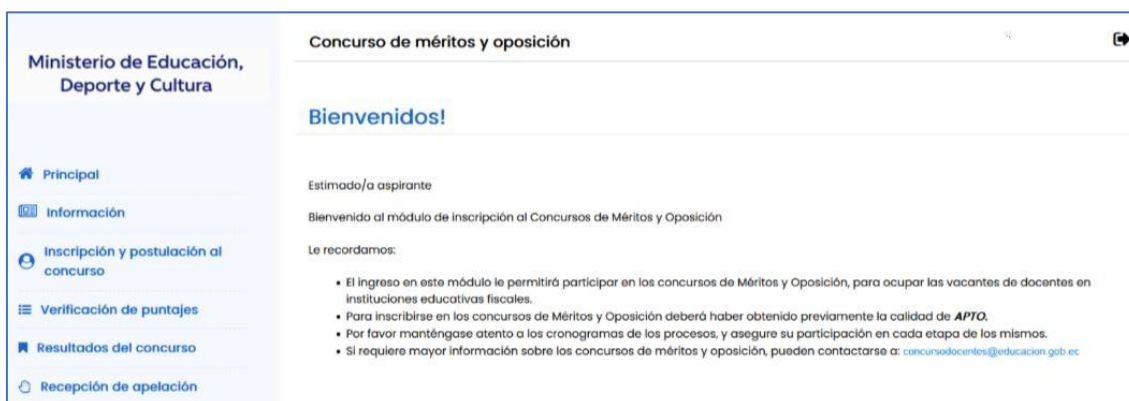 Ministerio de Educación,
Deporte y Cultura
Principal
Información
Inscripción y postulación al
concurso
Verificación de puntajes
Resultados del concurso
Recepción de apelación
Concurso de méritos y oposición
Bienvenidos!
Estimado/a aspirante
Bienvenido al módulo de inscripción al Concursos de Méritos y Oposición
Le recordamos:
• El ingreso en este módulo le permitirá participar en los concursos de Méritos y Oposición, para ocupar las vacantes de docentes en
instituciones educativas fiscales.
• Para inscribirse en los concursos de Méritos y Oposición deberá haber obtenido previamente la calidad de APTO.
• Por favor manténgase atento a los cronogramas de los procesos, y asegure su participación en cada etapa de los mismos.
• Si requiere mayor información sobre los concursos de méritos y oposición, pueden contactarse a: concursodocentes@educacion.gob.ec